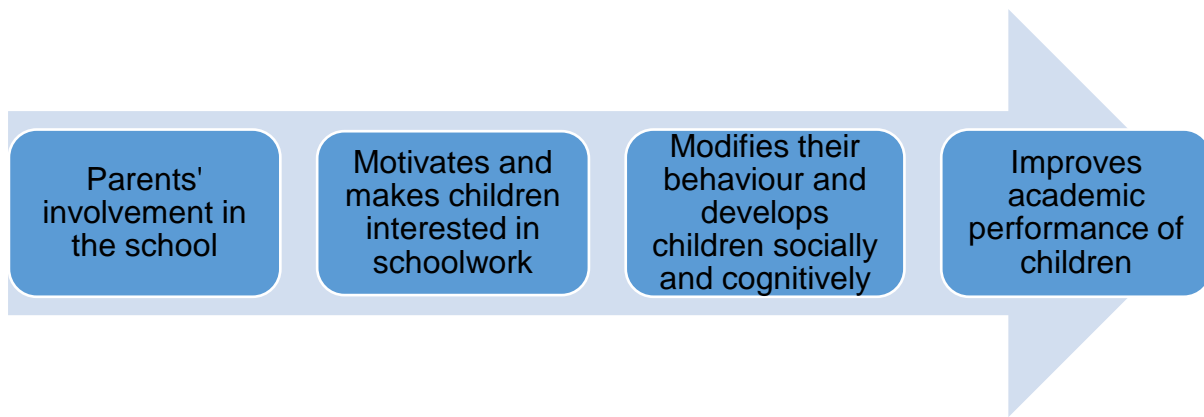 Parents'
involvement in
the school
Motivates and
makes children
interested in
schoolwork
Modifies their
behaviour and
develops
children socially
and cognitively
Improves
academic
performance of
children